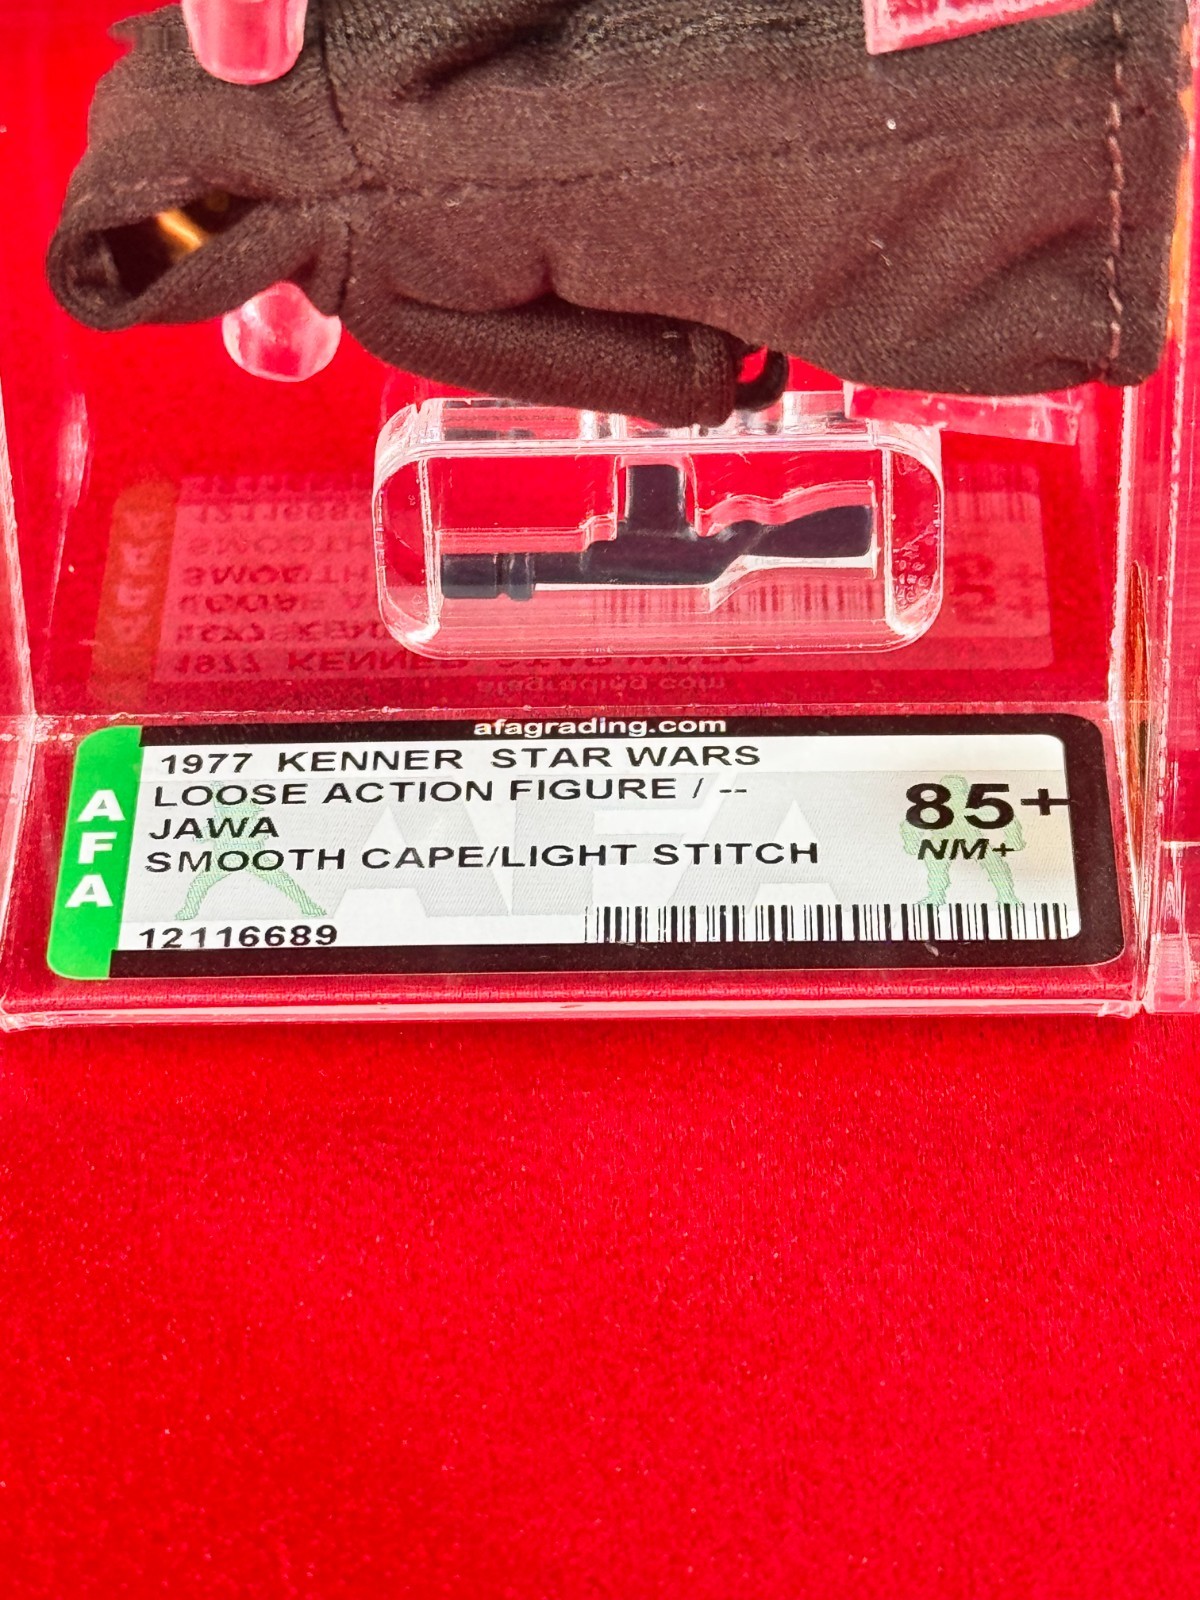 afagrading.com
AFA
1977 KENNER STAR WARS
LOOSE ACTION FIGURE / --
JAWA
SMOOTH CAPE/LIGHT STITCH
85+
NM+
12116689